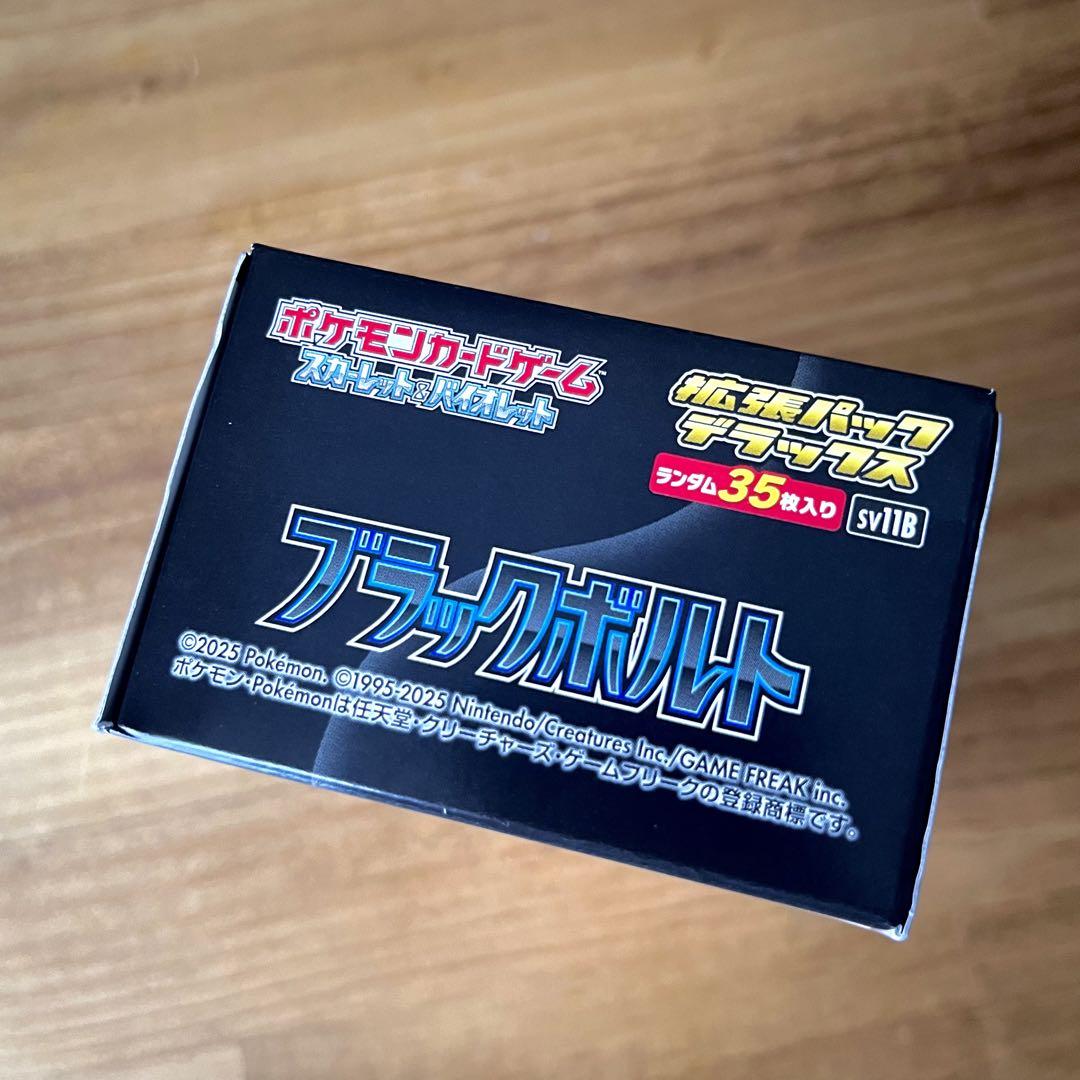 ポケモンカードゲーム™
スカーレット&バイオレット
拡張パック
デラックス
ランダム35枚入り
sv11B
ブラックボルト
©2025 Pokémon. ©1995-2025 Nintendo/Creatures Inc./GAME FREAK inc.
ポケモン・Pokémonは任天堂・クリーチャーズ・ゲームフリークの登録商標です。